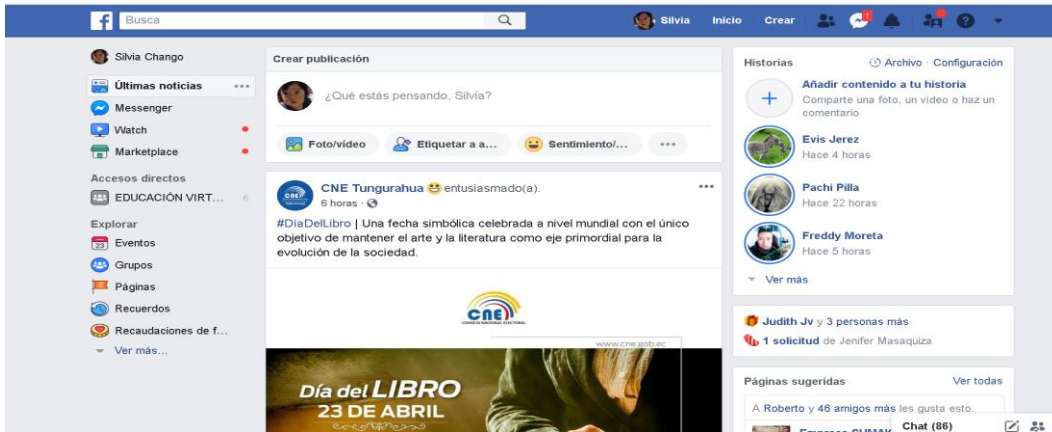 Busca
Silvia
Inicio
Crear
1
Silvia Chango
Últimas noticias
Messenger
Watch
Marketplace
Accesos directos
EDUCACIÓN VIRT... 6
Explorar
23 Eventos
Grupos
Páginas
Recuerdos
Recaudaciones de f...
Ver más...
Crear publicación
¿Qué estás pensando, Silvia?
Foto/video
Etiquetar a a...
Sentimiento/...
CNE Tungurahua entusiasmado(a).
6 horas ·
#DíaDelLibro | Una fecha simbólica celebrada a nivel mundial con el único
objetivo de mantener el arte y la literatura como eje primordial para la
evolución de la sociedad.
CNE
CONSEJO NACIONAL ELECTORAL
www.cne.gob.ec
Día del LIBRO
23 DE ABRIL
Historias
Archivo · Configuración
Añadir contenido a tu historia
Comparte una foto, un video o haz un
comentario
Evis Jerez
Hace 4 horas
Pachi Pilla
Hace 22 horas
Freddy Moreta
Hace 5 horas
Ver más
Judith Jv y 3 personas más
1 solicitud de Jenifer Masaquiza
Páginas sugeridas
Ver todas
A Roberto y 46 amigos más les gusta esto.
Chat (86)